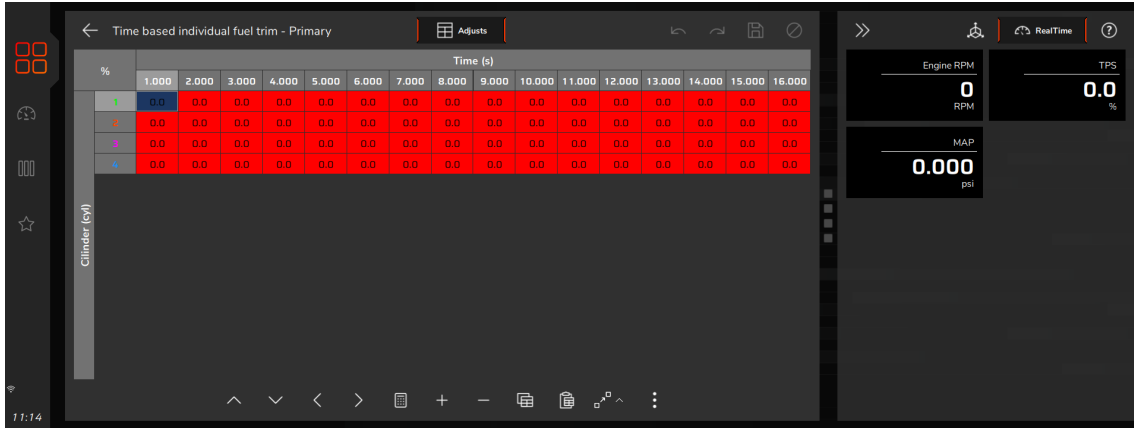 Time based individual fuel trim - Primary
Adjusts
RealTime
?
%
Time (s)
1.000 2.000 3.000 4.000 5.000 6.000 7.000 8.000 9.000 10.000 11.000 12.000 13.000 14.000 15.000 16.000
Cilinder (cyl)
1 0.0 0.0 0.0 0.0 0.0 0.0 0.0 0.0 0.0 0.0 0.0 0.0 0.0 0.0 0.0 0.0
0.0 0.0 0.0 0.0 0.0 0.0 0.0 0.0 0.0 0.0 0.0 0.0 0.0 0.0 0.0 0.0
0.0 0.0 0.0 0.0 0.0 0.0 0.0 0.0 0.0 0.0 0.0 0.0 0.0 0.0 0.0 0.0
0.0 0.0 0.0 0.0 0.0 0.0 0.0 0.0 0.0 0.0 0.0 0.0 0.0 0.0 0.0 0.0
Engine RPM
0
RPM
TPS
0.0
%
MAP
0.000
psi
11:14